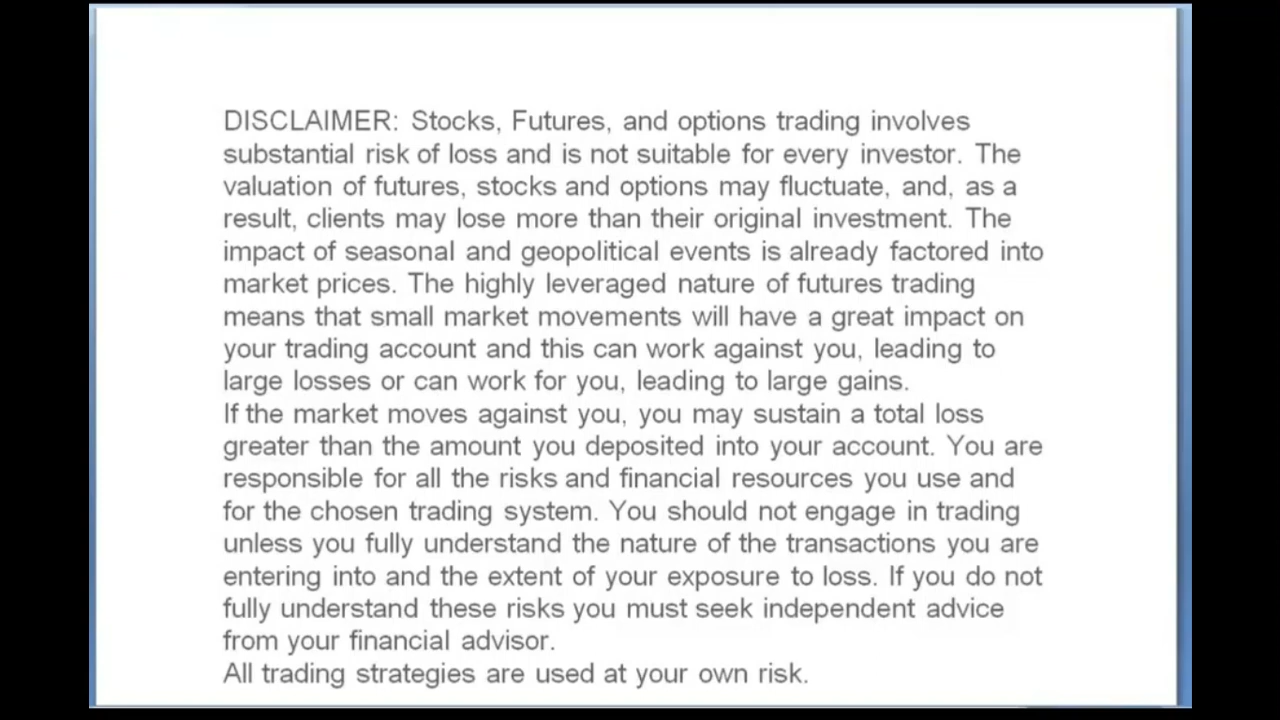 DISCLAIMER: Stocks, Futures, and options trading involves
substantial risk of loss and is not suitable for every investor. The
valuation of futures, stocks and options may fluctuate, and, as a
result, clients may lose more than their original investment. The
impact of seasonal and geopolitical events is already factored into
market prices. The highly leveraged nature of futures trading
means that small market movements will have a great impact on
your trading account and this can work against you, leading to
large losses or can work for you, leading to large gains.
If the market moves against you, you may sustain a total loss
greater than the amount you deposited into your account. You are
responsible for all the risks and financial resources you use and
for the chosen trading system. You should not engage in trading
unless you fully understand the nature of the transactions you are
entering into and the extent of your exposure to loss. If you do not
fully understand these risks you must seek independent advice
from your financial advisor.
All trading strategies are used at your own risk.